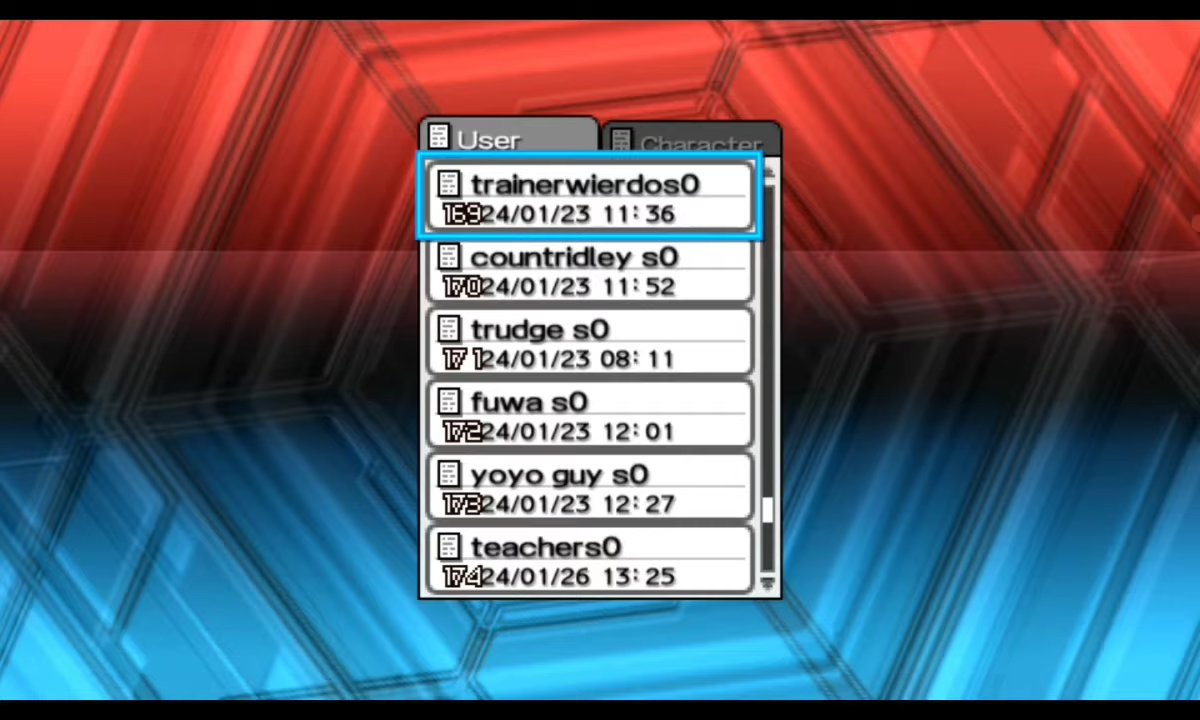 User
Character
trainerwierdos0
169 24/01/23 11:36
countridley s0
170 24/01/23 11:52
trudge s0
171 24/01/23 08:11
fuwa s0
172 24/01/23 12:01
yoyo guy s0
173 24/01/23 12:27
teachers0
174 24/01/26 13:25